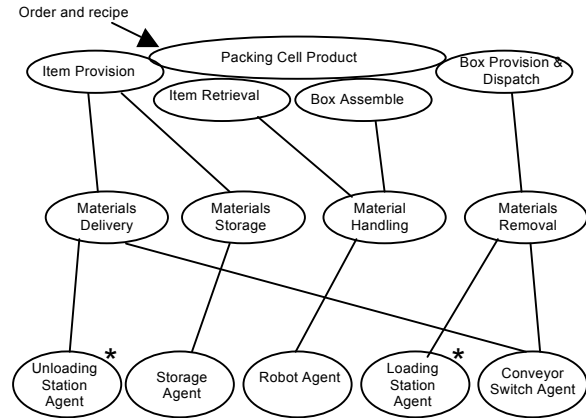 Order and recipe
Packing Cell Product
Item Provision
Box Provision &
Dispatch
Item Retrieval
Box Assemble
Materials
Delivery
Materials
Storage
Material
Handling
Materials
Removal
*
*
Unloading
Station
Agent
Storage
Agent
Robot Agent
Loading
Station
Agent
Conveyor
Switch Agent